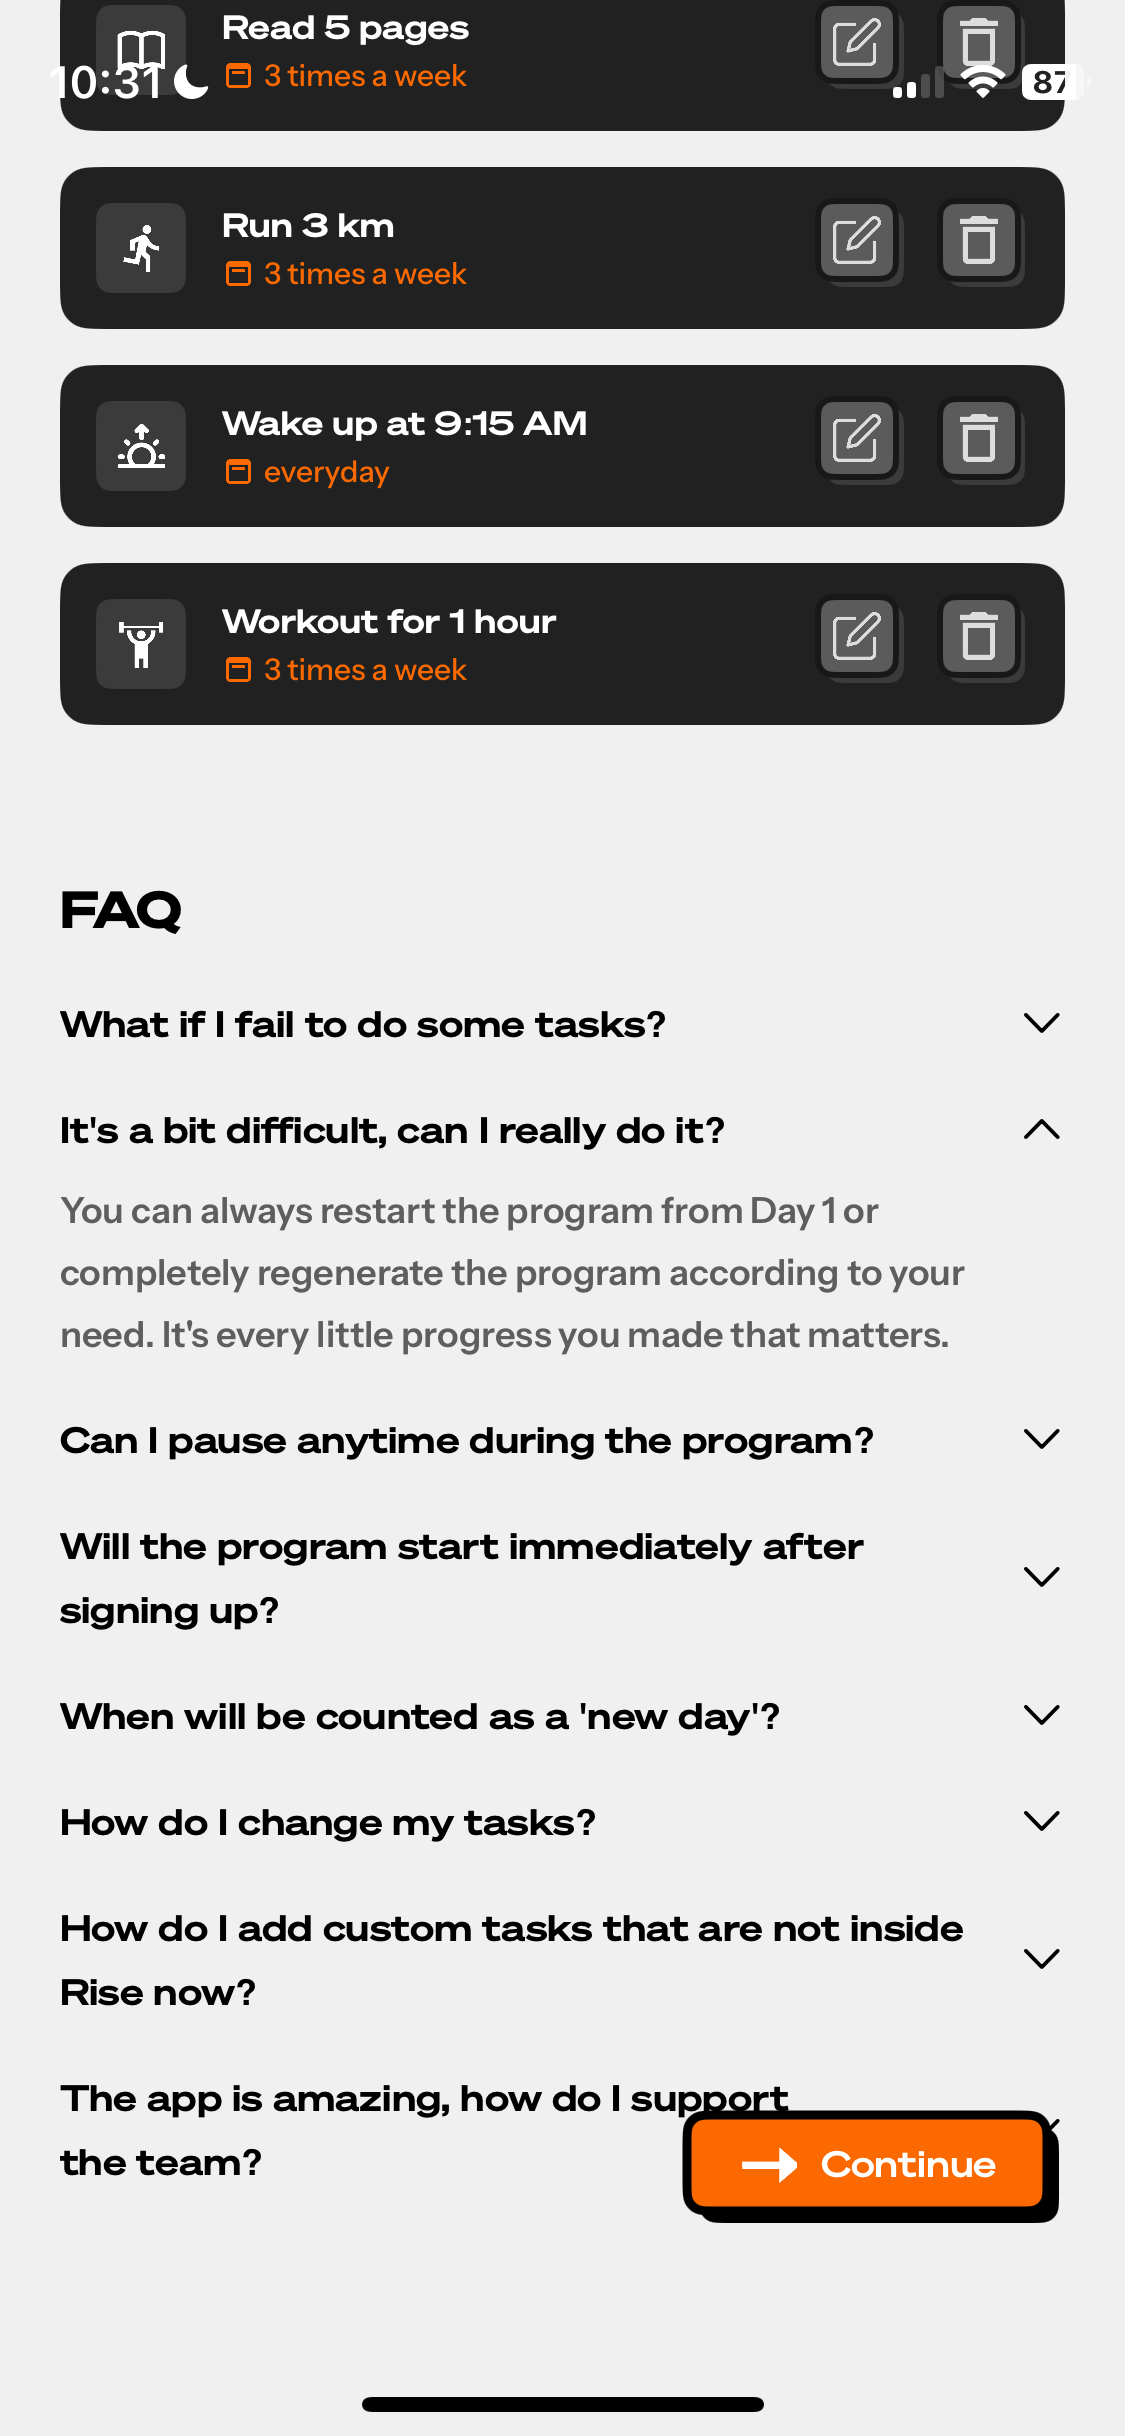 Read 5 pages
10:31
3 times a week
87
Run 3 km
3 times a week
Wake up at 9:15 AM
everyday
Workout for 1 hour
3 times a week
FAQ
What if I fail to do some tasks?
It's a bit difficult, can I really do it?
You can always restart the program from Day 1 or
completely regenerate the program according to your
need. It's every little progress you made that matters.
Can I pause anytime during the program?
Will the program start immediately after
signing up?
When will be counted as a 'new day'?
How do I change my tasks?
How do I add custom tasks that are not inside
Rise now?
The app is amazing, how do I support
the team?
Continue